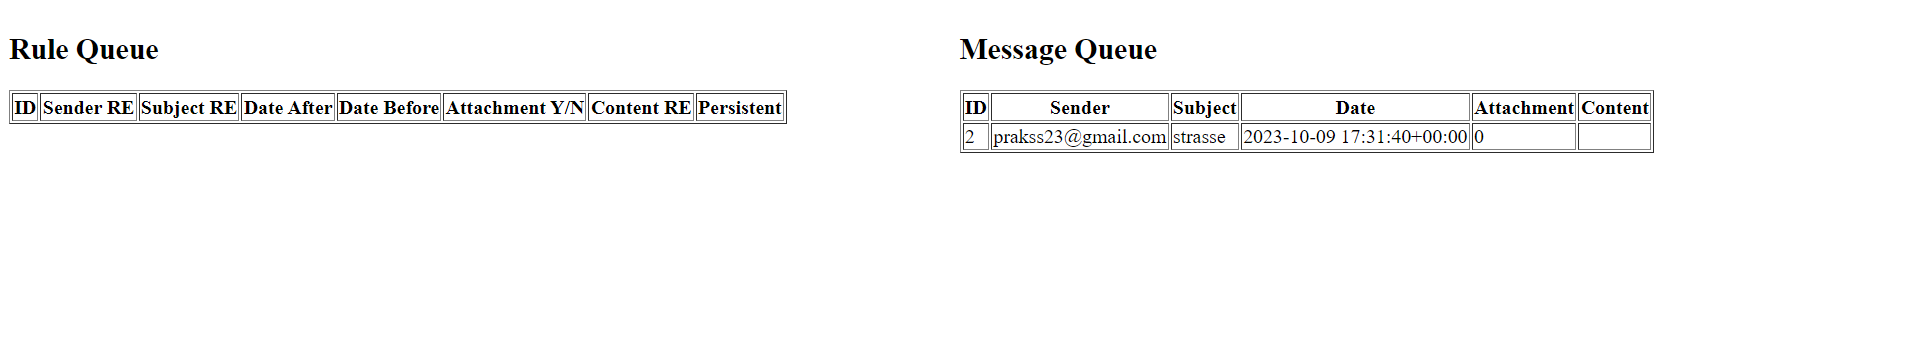 Rule Queue
ID Sender RE Subject RE Date After Date Before Attachment Y/N Content RE Persistent
Message Queue
ID Sender Subject Date Attachment Content
2 prakss23@gmail.com strasse 2023-10-09 17:31:40+00:00 0